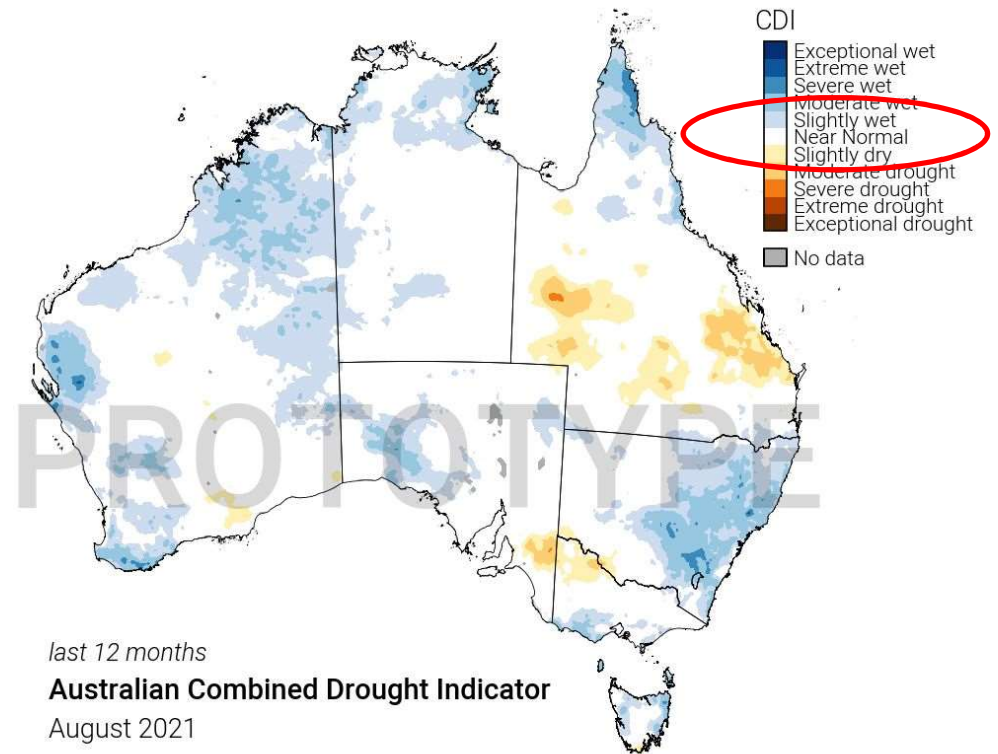 CDI
Exceptional wet
Extreme wet
Severe wet
Moderate wet
Slightly wet
Near Normal
Slightly dry
Moderate drought
Severe drought
Extreme drought
Exceptional drought
No data
PROTOTYPE
last 12 months
Australian Combined Drought Indicator
August 2021